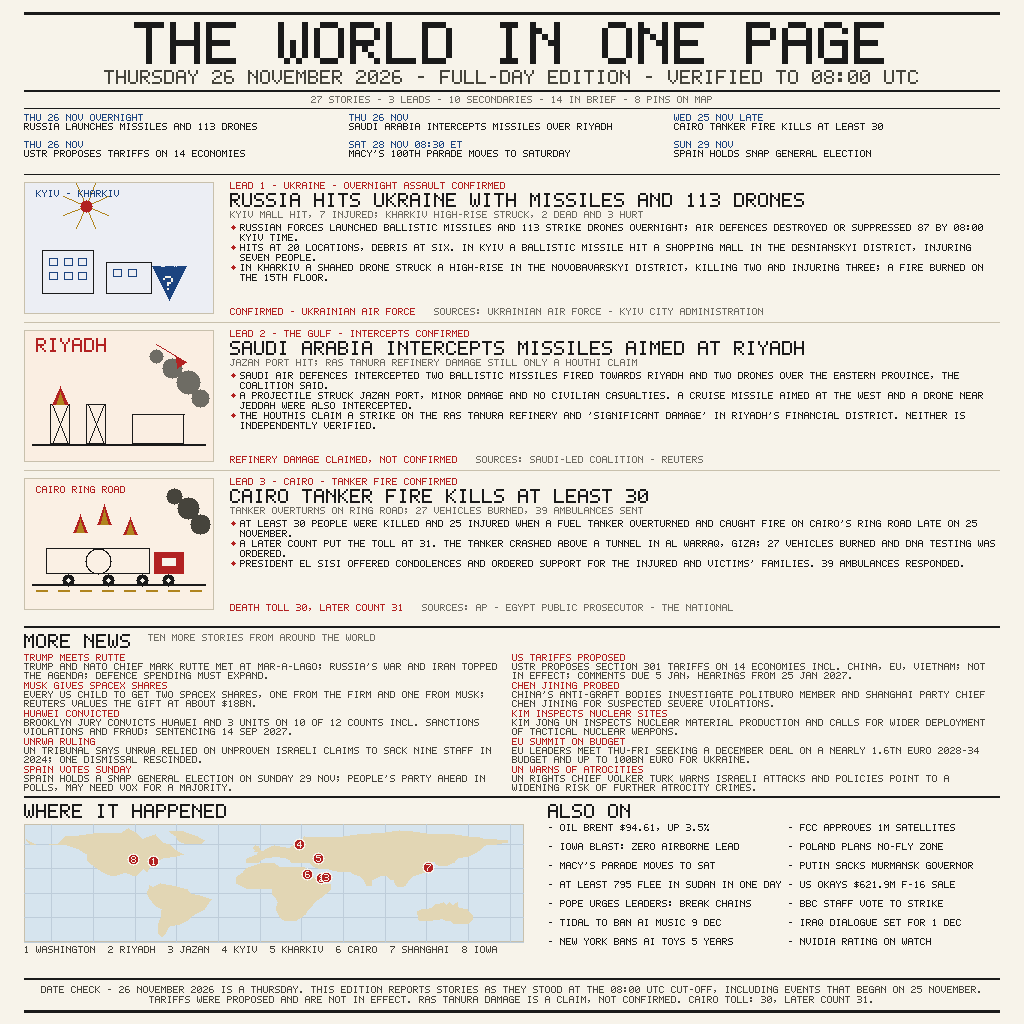 THE WORLD IN ONE PAGE
THURSDAY 26 NOVEMBER 2026 - FULL-DAY EDITION - VERIFIED TO 08:00 UTC
27 STORIES - 3 LEADS - 10 SECONDARIES - 14 IN BRIEF - 8 PINS ON MAP
THU 26 NOV OVERNIGHT
RUSSIA LAUNCHES MISSILES AND 113 DRONES
THU 26 NOV
SAUDI ARABIA INTERCEPTS MISSILES OVER RIYADH
WED 25 NOV LATE
CAIRO TANKER FIRE KILLS AT LEAST 30
THU 26 NOV
USTR PROPOSES TARIFFS ON 14 ECONOMIES
SAT 28 NOV 08:30 ET
MACY'S 100TH PARADE MOVES TO SATURDAY
SUN 29 NOV
SPAIN HOLDS SNAP GENERAL ELECTION
KYIV - KHARKIV
?
LEAD 1 - UKRAINE - OVERNIGHT ASSAULT CONFIRMED
RUSSIA HITS UKRAINE WITH MISSILES AND 113 DRONES
KYIV MALL HIT, 7 INJURED; KHARKIV HIGH-RISE STRUCK, 2 DEAD AND 3 HURT
RUSSIAN FORCES LAUNCHED BALLISTIC MISSILES AND 113 STRIKE DRONES OVERNIGHT; AIR DEFENCES DESTROYED OR SUPPRESSED 87 BY 08:00
KYIV TIME.
HITS AT 20 LOCATIONS, DEBRIS AT SIX. IN KYIV A BALLISTIC MISSILE HIT A SHOPPING MALL IN THE DESNIANSKYI DISTRICT, INJURING
SEVEN PEOPLE.
IN KHARKIV A SHAHED DRONE STRUCK A HIGH-RISE IN THE NOVOBAVARSKYI DISTRICT, KILLING TWO AND INJURING THREE; A FIRE BURNED ON
THE 15TH FLOOR.
CONFIRMED - UKRAINIAN AIR FORCE SOURCES: UKRAINIAN AIR FORCE - KYIV CITY ADMINISTRATION
RIYADH
LEAD 2 - THE GULF - INTERCEPTS CONFIRMED
SAUDI ARABIA INTERCEPTS MISSILES AIMED AT RIYADH
JAZAN PORT HIT; RAS TANURA REFINERY DAMAGE STILL ONLY A HOUTHI CLAIM
SAUDI AIR DEFENCES INTERCEPTED TWO BALLISTIC MISSILES FIRED TOWARDS RIYADH AND TWO DRONES OVER THE EASTERN PROVINCE, THE
COALITION SAID.
A PROJECTILE STRUCK JAZAN PORT, MINOR DAMAGE AND NO CIVILIAN CASUALTIES. A CRUISE MISSILE AIMED AT THE WEST AND A DRONE NEAR
JEDDAH WERE ALSO INTERCEPTED.
THE HOUTHIS CLAIM A STRIKE ON THE RAS TANURA REFINERY AND 'SIGNIFICANT DAMAGE' IN RIYADH'S FINANCIAL DISTRICT. NEITHER IS
INDEPENDENTLY VERIFIED.
REFINERY DAMAGE CLAIMED, NOT CONFIRMED SOURCES: SAUDI-LED COALITION - REUTERS
CAIRO RING ROAD
LEAD 3 - CAIRO - TANKER FIRE CONFIRMED
CAIRO TANKER FIRE KILLS AT LEAST 30
TANKER OVERTURNS ON RING ROAD; 27 VEHICLES BURNED, 39 AMBULANCES SENT
AT LEAST 30 PEOPLE WERE KILLED AND 25 INJURED WHEN A FUEL TANKER OVERTURNED AND CAUGHT FIRE ON CAIRO'S RING ROAD LATE ON 25
NOVEMBER.
A LATER COUNT PUT THE TOLL AT 31. THE TANKER CRASHED ABOVE A TUNNEL IN AL WARRAQ, GIZA; 27 VEHICLES BURNED AND DNA TESTING WAS
ORDERED.
PRESIDENT EL SISI OFFERED CONDOLENCES AND ORDERED SUPPORT FOR THE INJURED AND VICTIMS' FAMILIES. 39 AMBULANCES RESPONDED.
DEATH TOLL 30, LATER COUNT 31 SOURCES: AP - EGYPT PUBLIC PROSECUTOR - THE NATIONAL
MORE NEWS TEN MORE STORIES FROM AROUND THE WORLD
TRUMP MEETS RUTTE
TRUMP AND NATO CHIEF MARK RUTTE MET AT MAR-A-LAGO; RUSSIA'S WAR AND IRAN TOPPED
THE AGENDA; DEFENCE SPENDING MUST EXPAND.
MUSK GIVES SPACEX SHARES
EVERY US CHILD TO GET TWO SPACEX SHARES, ONE FROM THE FIRM AND ONE FROM MUSK;
REUTERS VALUES THE GIFT AT ABOUT $18BN.
HUAWEI CONVICTED
BROOKLYN JURY CONVICTS HUAWEI AND 3 UNITS ON 10 OF 12 COUNTS INCL. SANCTIONS
VIOLATIONS AND FRAUD; SENTENCING 14 SEP 2027.
UNRWA RULING
UN TRIBUNAL SAYS UNRWA RELIED ON UNPROVEN ISRAELI CLAIMS TO SACK NINE STAFF IN
2024; ONE DISMISSAL RESCINDED.
SPAIN VOTES SUNDAY
SPAIN HOLDS A SNAP GENERAL ELECTION ON SUNDAY 29 NOV; PEOPLE'S PARTY AHEAD IN
POLLS, MAY NEED VOX FOR A MAJORITY.
US TARIFFS PROPOSED
USTR PROPOSES SECTION 301 TARIFFS ON 14 ECONOMIES INCL. CHINA, EU, VIETNAM; NOT
IN EFFECT; COMMENTS DUE 5 JAN, HEARINGS FROM 25 JAN 2027.
CHEN JINING PROBED
CHINA'S ANTI-GRAFT BODIES INVESTIGATE POLITBURO MEMBER AND SHANGHAI PARTY CHIEF
CHEN JINING FOR SUSPECTED SEVERE VIOLATIONS.
KIM INSPECTS NUCLEAR SITES
KIM JONG UN INSPECTS NUCLEAR MATERIAL PRODUCTION AND CALLS FOR WIDER DEPLOYMENT
OF TACTICAL NUCLEAR WEAPONS.
EU SUMMIT ON BUDGET
EU LEADERS MEET THU-FRI SEEKING A DECEMBER DEAL ON A NEARLY 1.6TN EURO 2028-34
BUDGET AND UP TO 100BN EURO FOR UKRAINE.
UN WARNS OF ATROCITIES
UN RIGHTS CHIEF VOLKER TURK WARNS ISRAELI ATTACKS AND POLICIES POINT TO A
WIDENING RISK OF FURTHER ATROCITY CRIMES.
WHERE IT HAPPENED
8 1 4 5 6 3 7
1 WASHINGTON 2 RIYADH 3 JAZAN 4 KYIV 5 KHARKIV 6 CAIRO 7 SHANGHAI 8 IOWA
ALSO ON
- OIL BRENT $94.61, UP 3.5%
- IOWA BLAST: ZERO AIRBORNE LEAD
- MACY'S PARADE MOVES TO SAT
- AT LEAST 795 FLEE IN SUDAN IN ONE DAY
- POPE URGES LEADERS: BREAK CHAINS
- TIDAL TO BAN AI MUSIC 9 DEC
- NEW YORK BANS AI TOYS 5 YEARS
- FCC APPROVES 1M SATELLITES
- POLAND PLANS NO-FLY ZONE
- PUTIN SACKS MURMANSK GOVERNOR
- US OKAYS $621.9M F-16 SALE
- BBC STAFF VOTE TO STRIKE
- IRAQ DIALOGUE SET FOR 1 DEC
- NVIDIA RATING ON WATCH
DATE CHECK - 26 NOVEMBER 2026 IS A THURSDAY. THIS EDITION REPORTS STORIES AS THEY STOOD AT THE 08:00 UTC CUT-OFF, INCLUDING EVENTS THAT BEGAN ON 25 NOVEMBER.
TARIFFS WERE PROPOSED AND ARE NOT IN EFFECT. RAS TANURA DAMAGE IS A CLAIM, NOT CONFIRMED. CAIRO TOLL: 30, LATER COUNT 31.